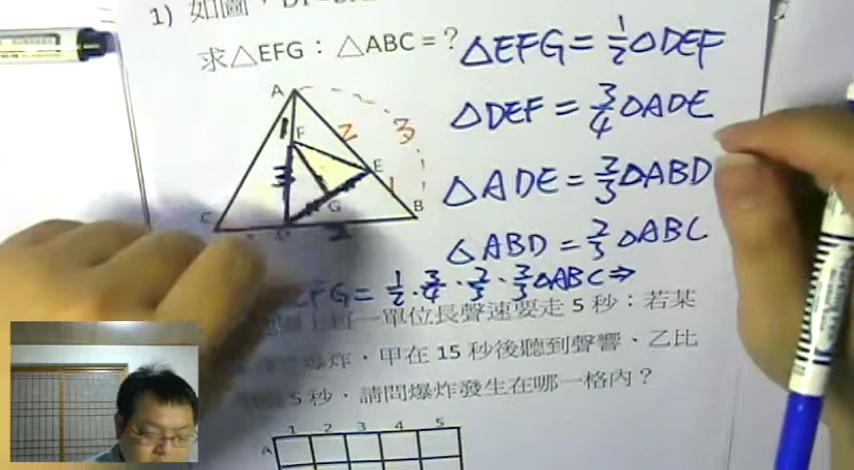 1) 如圖，
求△EFG：△ABC=？
△EFG = 1/2 △DEF
△DEF = 3/4 △ADE
△ADE = 2/3 △ABD
△ABD = 2/3 △ABC
EFG = 1/2 · 3/4 · 2/3 · 2/3 △ABC ⇒
A
1
F
2
3
3
E
1
G
C
B
2
一單位長聲速要走 5 秒：若某
爆炸，甲在 15 秒後聽到聲響、乙比
5 秒，請問爆炸發生在哪一格內？
1 2 3 4 5
A